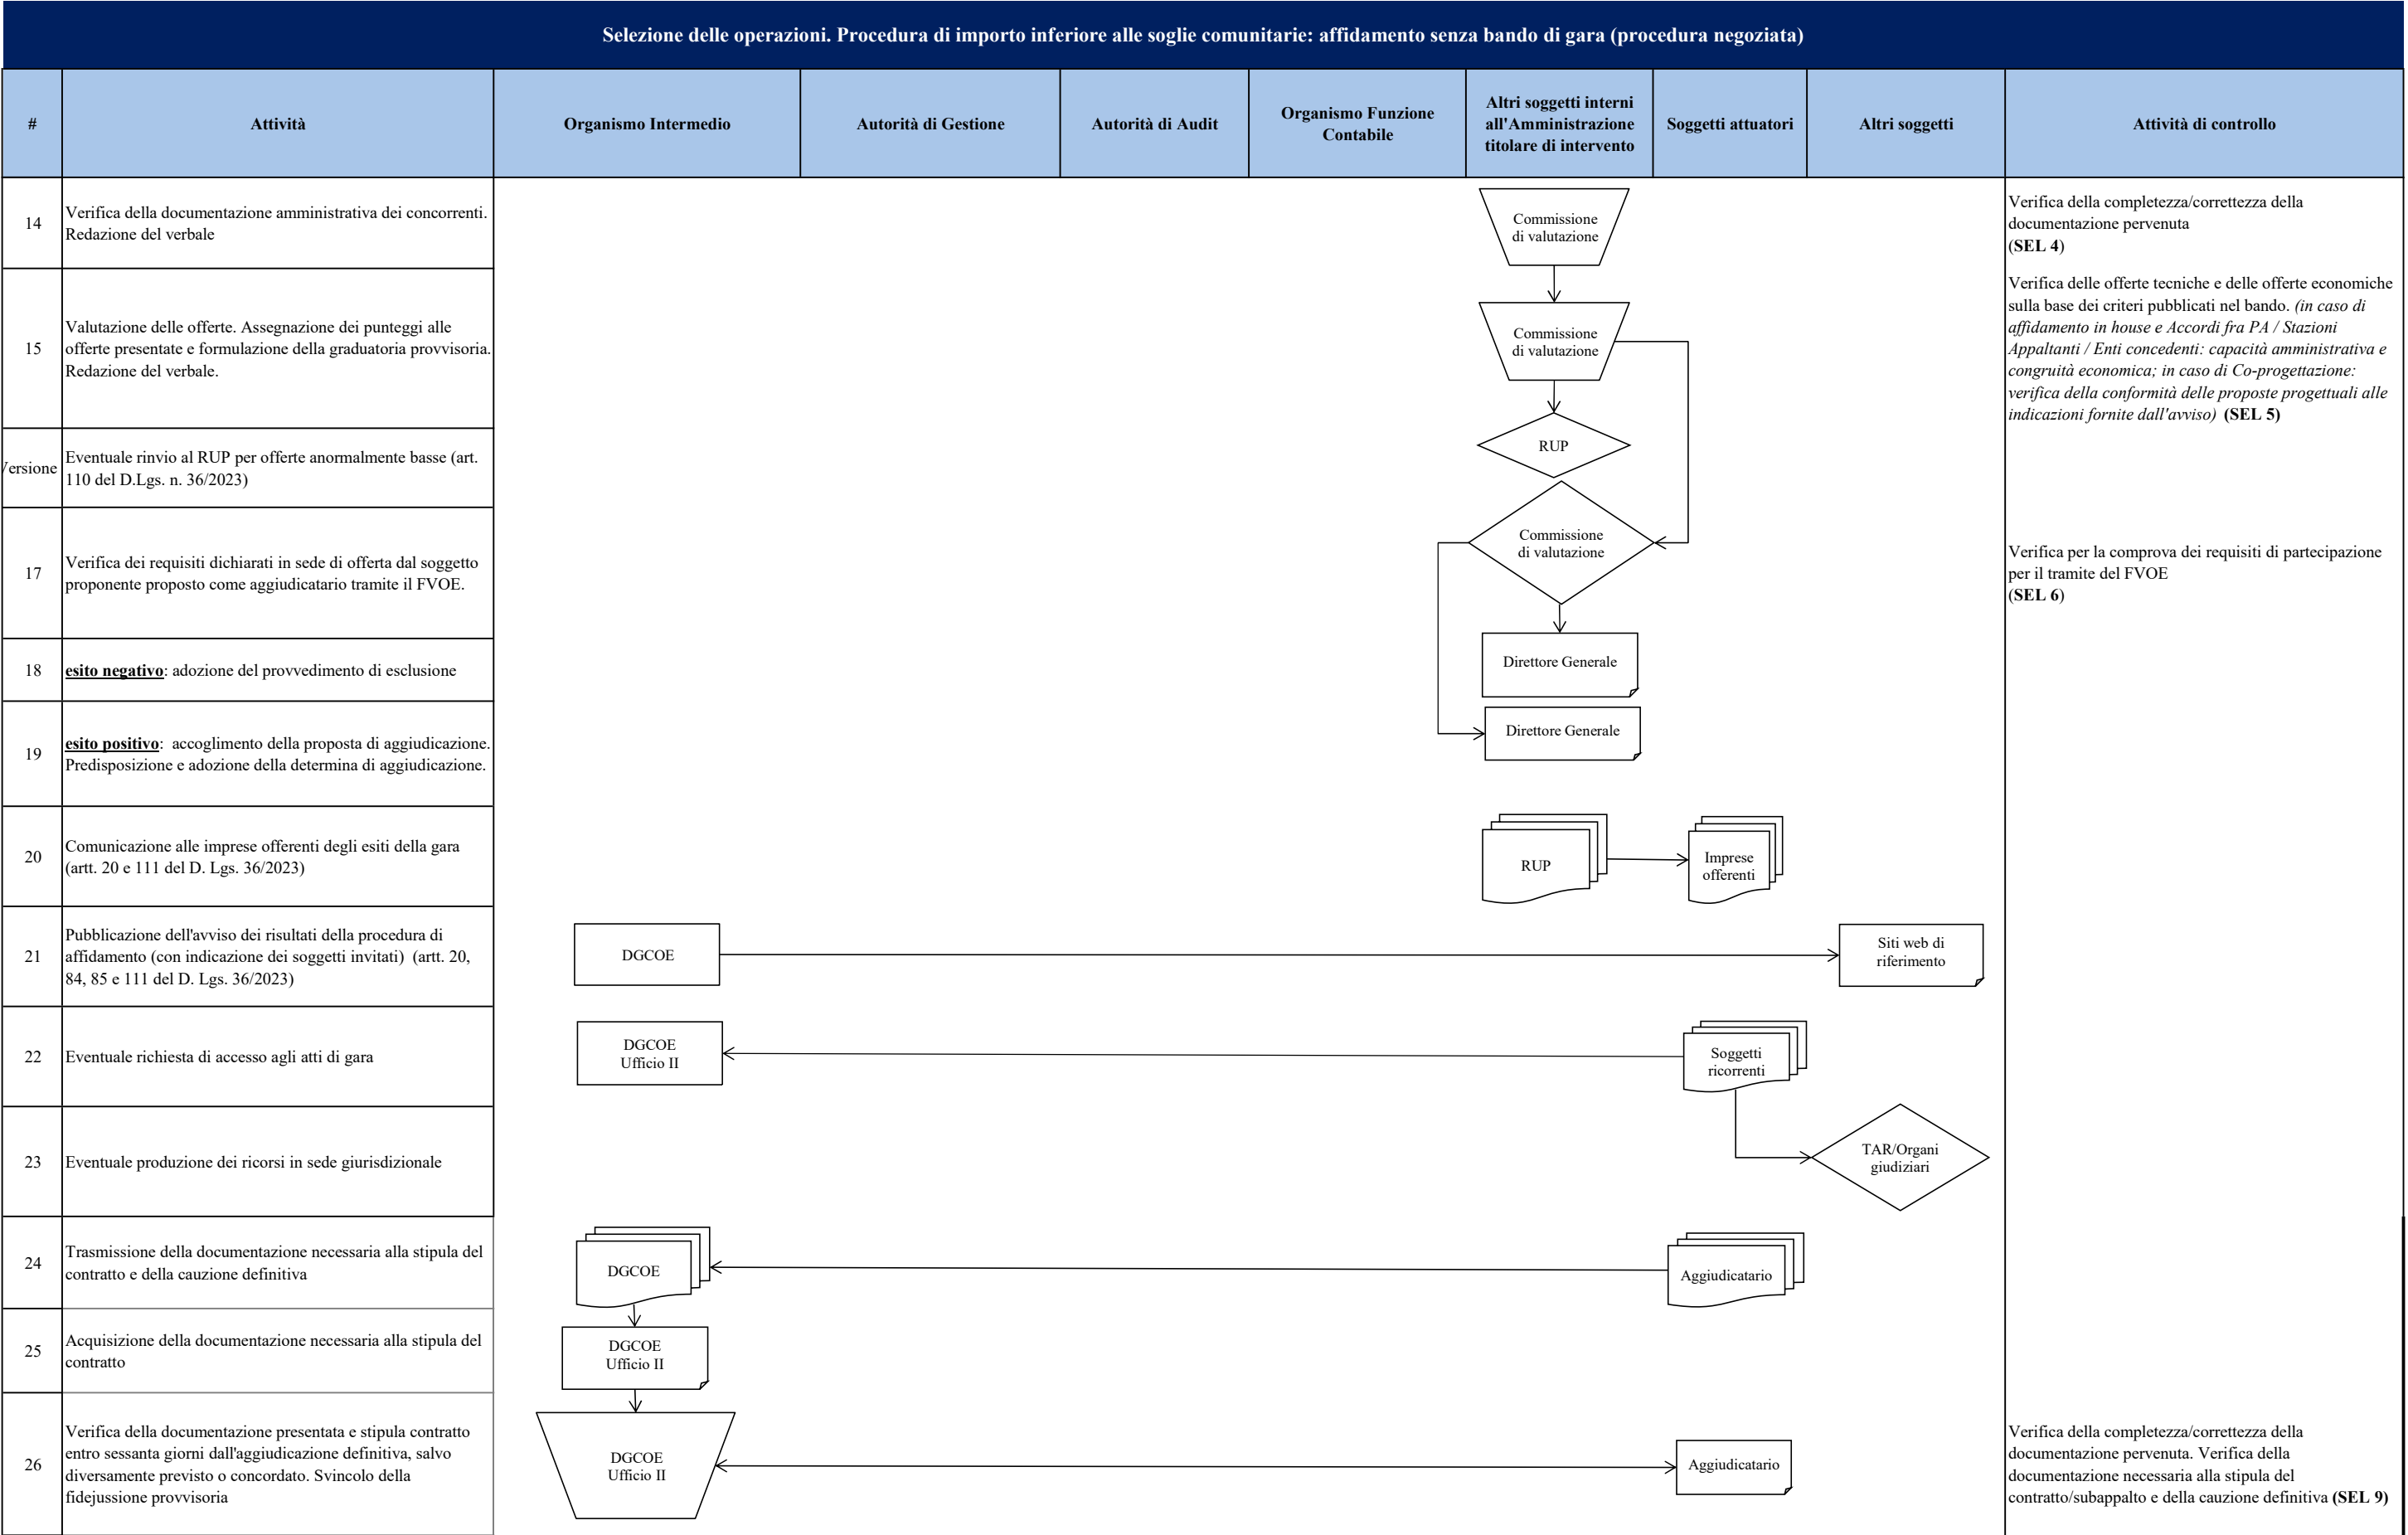 Selezione delle operazioni. Procedura di importo inferiore alle soglie comunitarie: affidamento senza bando di gara (procedura negoziata)
#
Attività
Organismo Intermedio
Autorità di Gestione
Autorità di Audit
Organismo Funzione
Contabile
Altri soggetti interni
all'Amministrazione
titolare di intervento
Soggetti attuatori
Altri soggetti
Attività di controllo
14
Verifica della documentazione amministrativa dei concorrenti.
Redazione del verbale
Commissione
di valutazione
Verifica della completezza/correttezza della
documentazione pervenuta
(SEL 4)
15
Valutazione delle offerte. Assegnazione dei punteggi alle
offerte presentate e formulazione della graduatoria provvisoria.
Redazione del verbale.
Commissione
di valutazione
Verifica delle offerte tecniche e delle offerte economiche
sulla base dei criteri pubblicati nel bando. (in caso di
affidamento in house e Accordi fra PA / Stazioni
Appaltanti / Enti concedenti: capacità amministrativa e
congruità economica; in caso di Co-progettazione:
verifica della conformità delle proposte progettuali alle
indicazioni fornite dall'avviso) (SEL 5)
Versione
Eventuale rinvio al RUP per offerte anormalmente basse (art.
110 del D.Lgs. n. 36/2023)
RUP
17
Verifica dei requisiti dichiarati in sede di offerta dal soggetto
proponente proposto come aggiudicatario tramite il FVOE.
Commissione
di valutazione
Verifica per la comprova dei requisiti di partecipazione
per il tramite del FVOE
(SEL 6)
18
esito negativo: adozione del provvedimento di esclusione
Direttore Generale
19
esito positivo: accoglimento della proposta di aggiudicazione.
Predisposizione e adozione della determina di aggiudicazione.
Direttore Generale
20
Comunicazione alle imprese offerenti degli esiti della gara
(artt. 20 e 111 del D. Lgs. 36/2023)
RUP
Imprese
offerenti
21
Pubblicazione dell'avviso dei risultati della procedura di
affidamento (con indicazione dei soggetti invitati) (artt. 20,
84, 85 e 111 del D. Lgs. 36/2023)
DGCOE
Siti web di
riferimento
22
Eventuale richiesta di accesso agli atti di gara
DGCOE
Ufficio II
Soggetti
ricorrenti
23
Eventuale produzione dei ricorsi in sede giurisdizionale
TAR/Organi
giudiziari
24
Trasmissione della documentazione necessaria alla stipula del
contratto e della cauzione definitiva
DGCOE
Aggiudicatario
25
Acquisizione della documentazione necessaria alla stipula del
contratto
DGCOE
Ufficio II
26
Verifica della documentazione presentata e stipula contratto
entro sessanta giorni dall'aggiudicazione definitiva, salvo
diversamente previsto o concordato. Svincolo della
fidejussione provvisoria
DGCOE
Ufficio II
Aggiudicatario
Verifica della completezza/correttezza della
documentazione pervenuta. Verifica della
documentazione necessaria alla stipula del
contratto/subappalto e della cauzione definitiva (SEL 9)